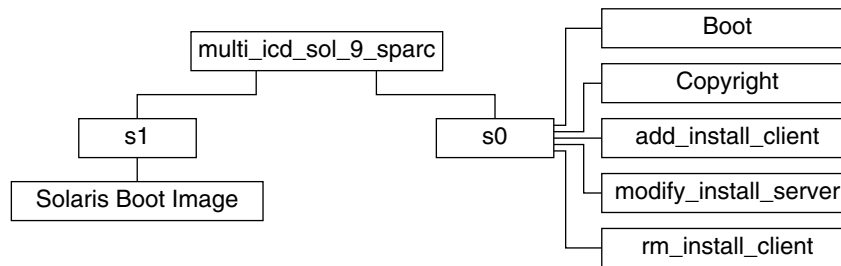 multi_icd_sol_9_sparc
s1
Solaris Boot Image
s0
Boot
Copyright
add_install_client
modify_install_server
rm_install_client